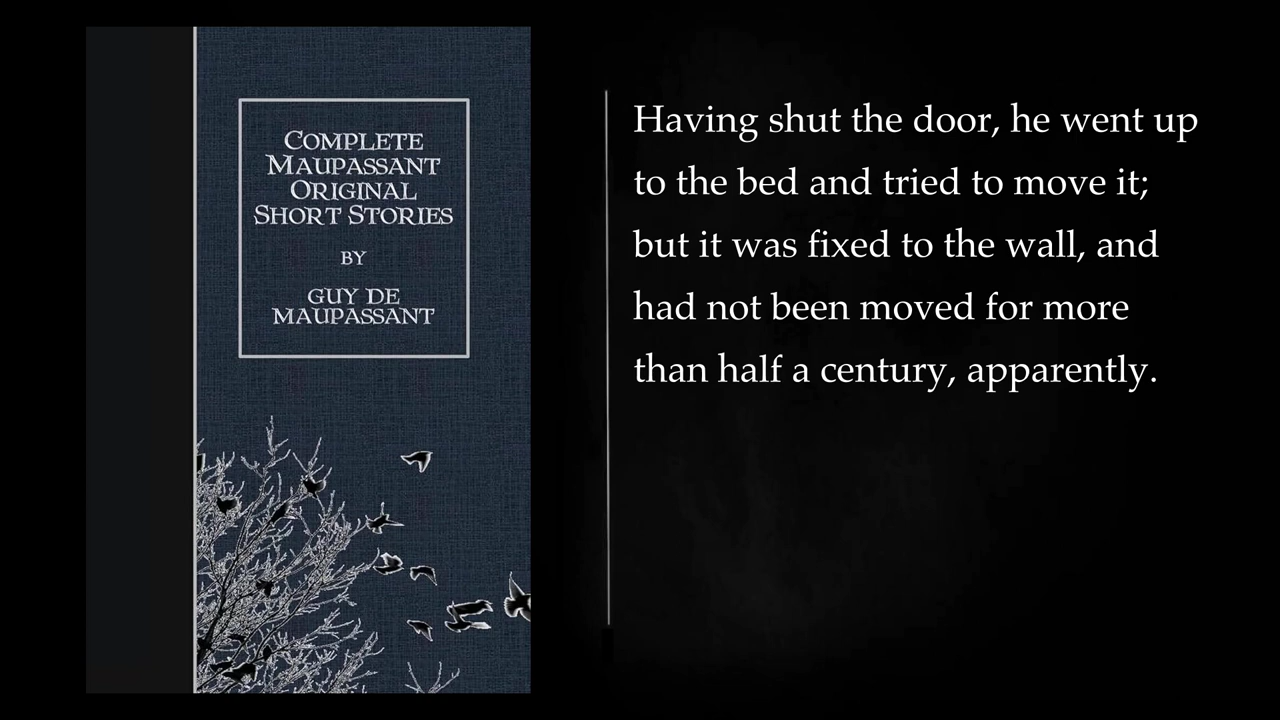 COMPLETE
MAUPASSANT
ORIGINAL
SHORT STORIES
BY
GUY DE
MAUPASSANT
Having shut the door, he went up
to the bed and tried to move it;
but it was fixed to the wall, and
had not been moved for more
than half a century, apparently.